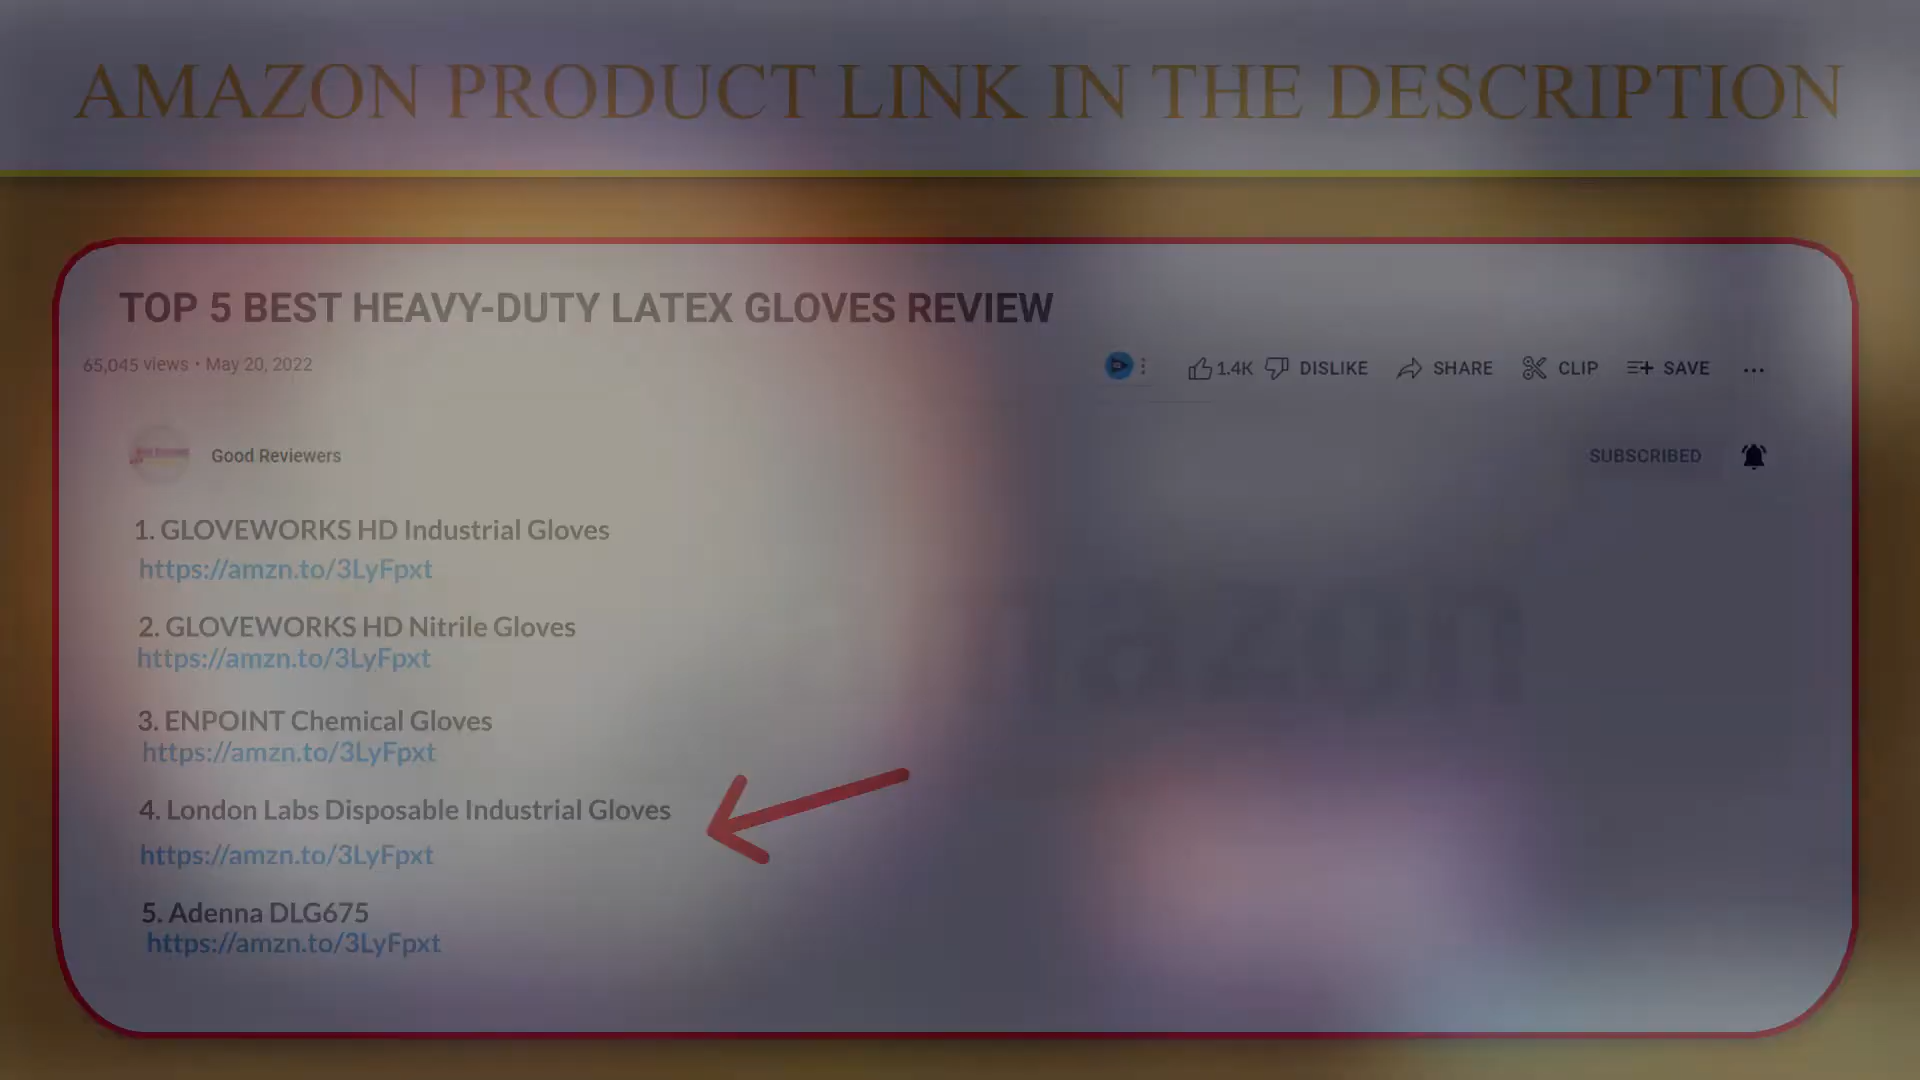 AMAZON PRODUCT LINK IN THE DESCRIPTION
TOP 5 BEST HEAVY-DUTY LATEX GLOVES REVIEW
65,045 views • May 20, 2022
1.4K DISLIKE SHARE CLIP SAVE ...
Good Reviewers
SUBSCRIBED
1. GLOVEWORKS HD Industrial Gloves
https://amzn.to/3LyFpxt
2. GLOVEWORKS HD Nitrile Gloves
https://amzn.to/3LyFpxt
3. ENPOINT Chemical Gloves
https://amzn.to/3LyFpxt
4. London Labs Disposable Industrial Gloves
https://amzn.to/3LyFpxt
5. Adenna DLG675
https://amzn.to/3LyFpxt